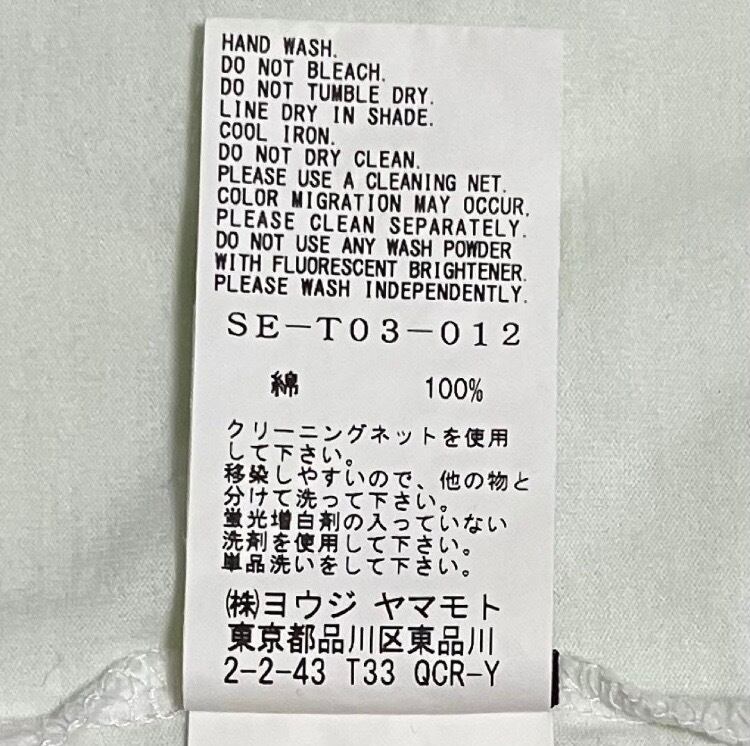 HAND WASH.
DO NOT BLEACH.
DO NOT TUMBLE DRY.
LINE DRY IN SHADE.
COOL IRON.
DO NOT DRY CLEAN.
PLEASE USE A CLEANING NET.
COLOR MIGRATION MAY OCCUR.
PLEASE CLEAN SEPARATELY.
DO NOT USE ANY WASH POWDER
WITH FLUORESCENT BRIGHTENER.
PLEASE WASH INDEPENDENTLY.
SE-T03-012
綿 100%
クリーニングネットを使用
して下さい。
移染しやすいので、他の物と
分けて洗って下さい。
蛍光増白剤の入っていない
洗剤を使用して下さい。
単品洗いをして下さい。
㈱ヨウジ ヤマモト
東京都品川区東品川
2-2-43 T33 QCR-Y